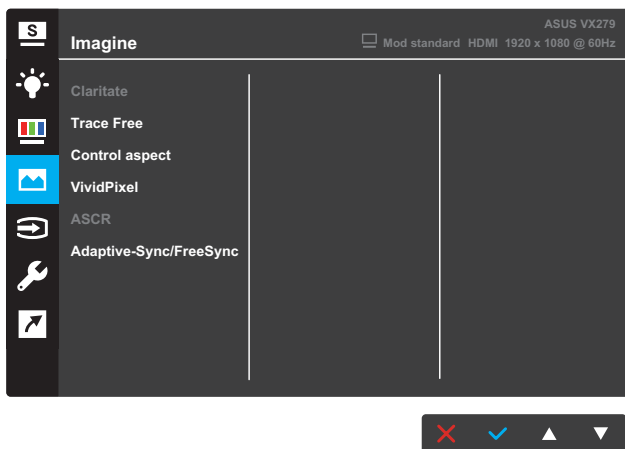 S
ASUS VX279
Imagine
Mod standard HDMI 1920 x 1080 @ 60Hz
Claritate
Trace Free
Control aspect
VividPixel
ASCR
Adaptive-Sync/FreeSync